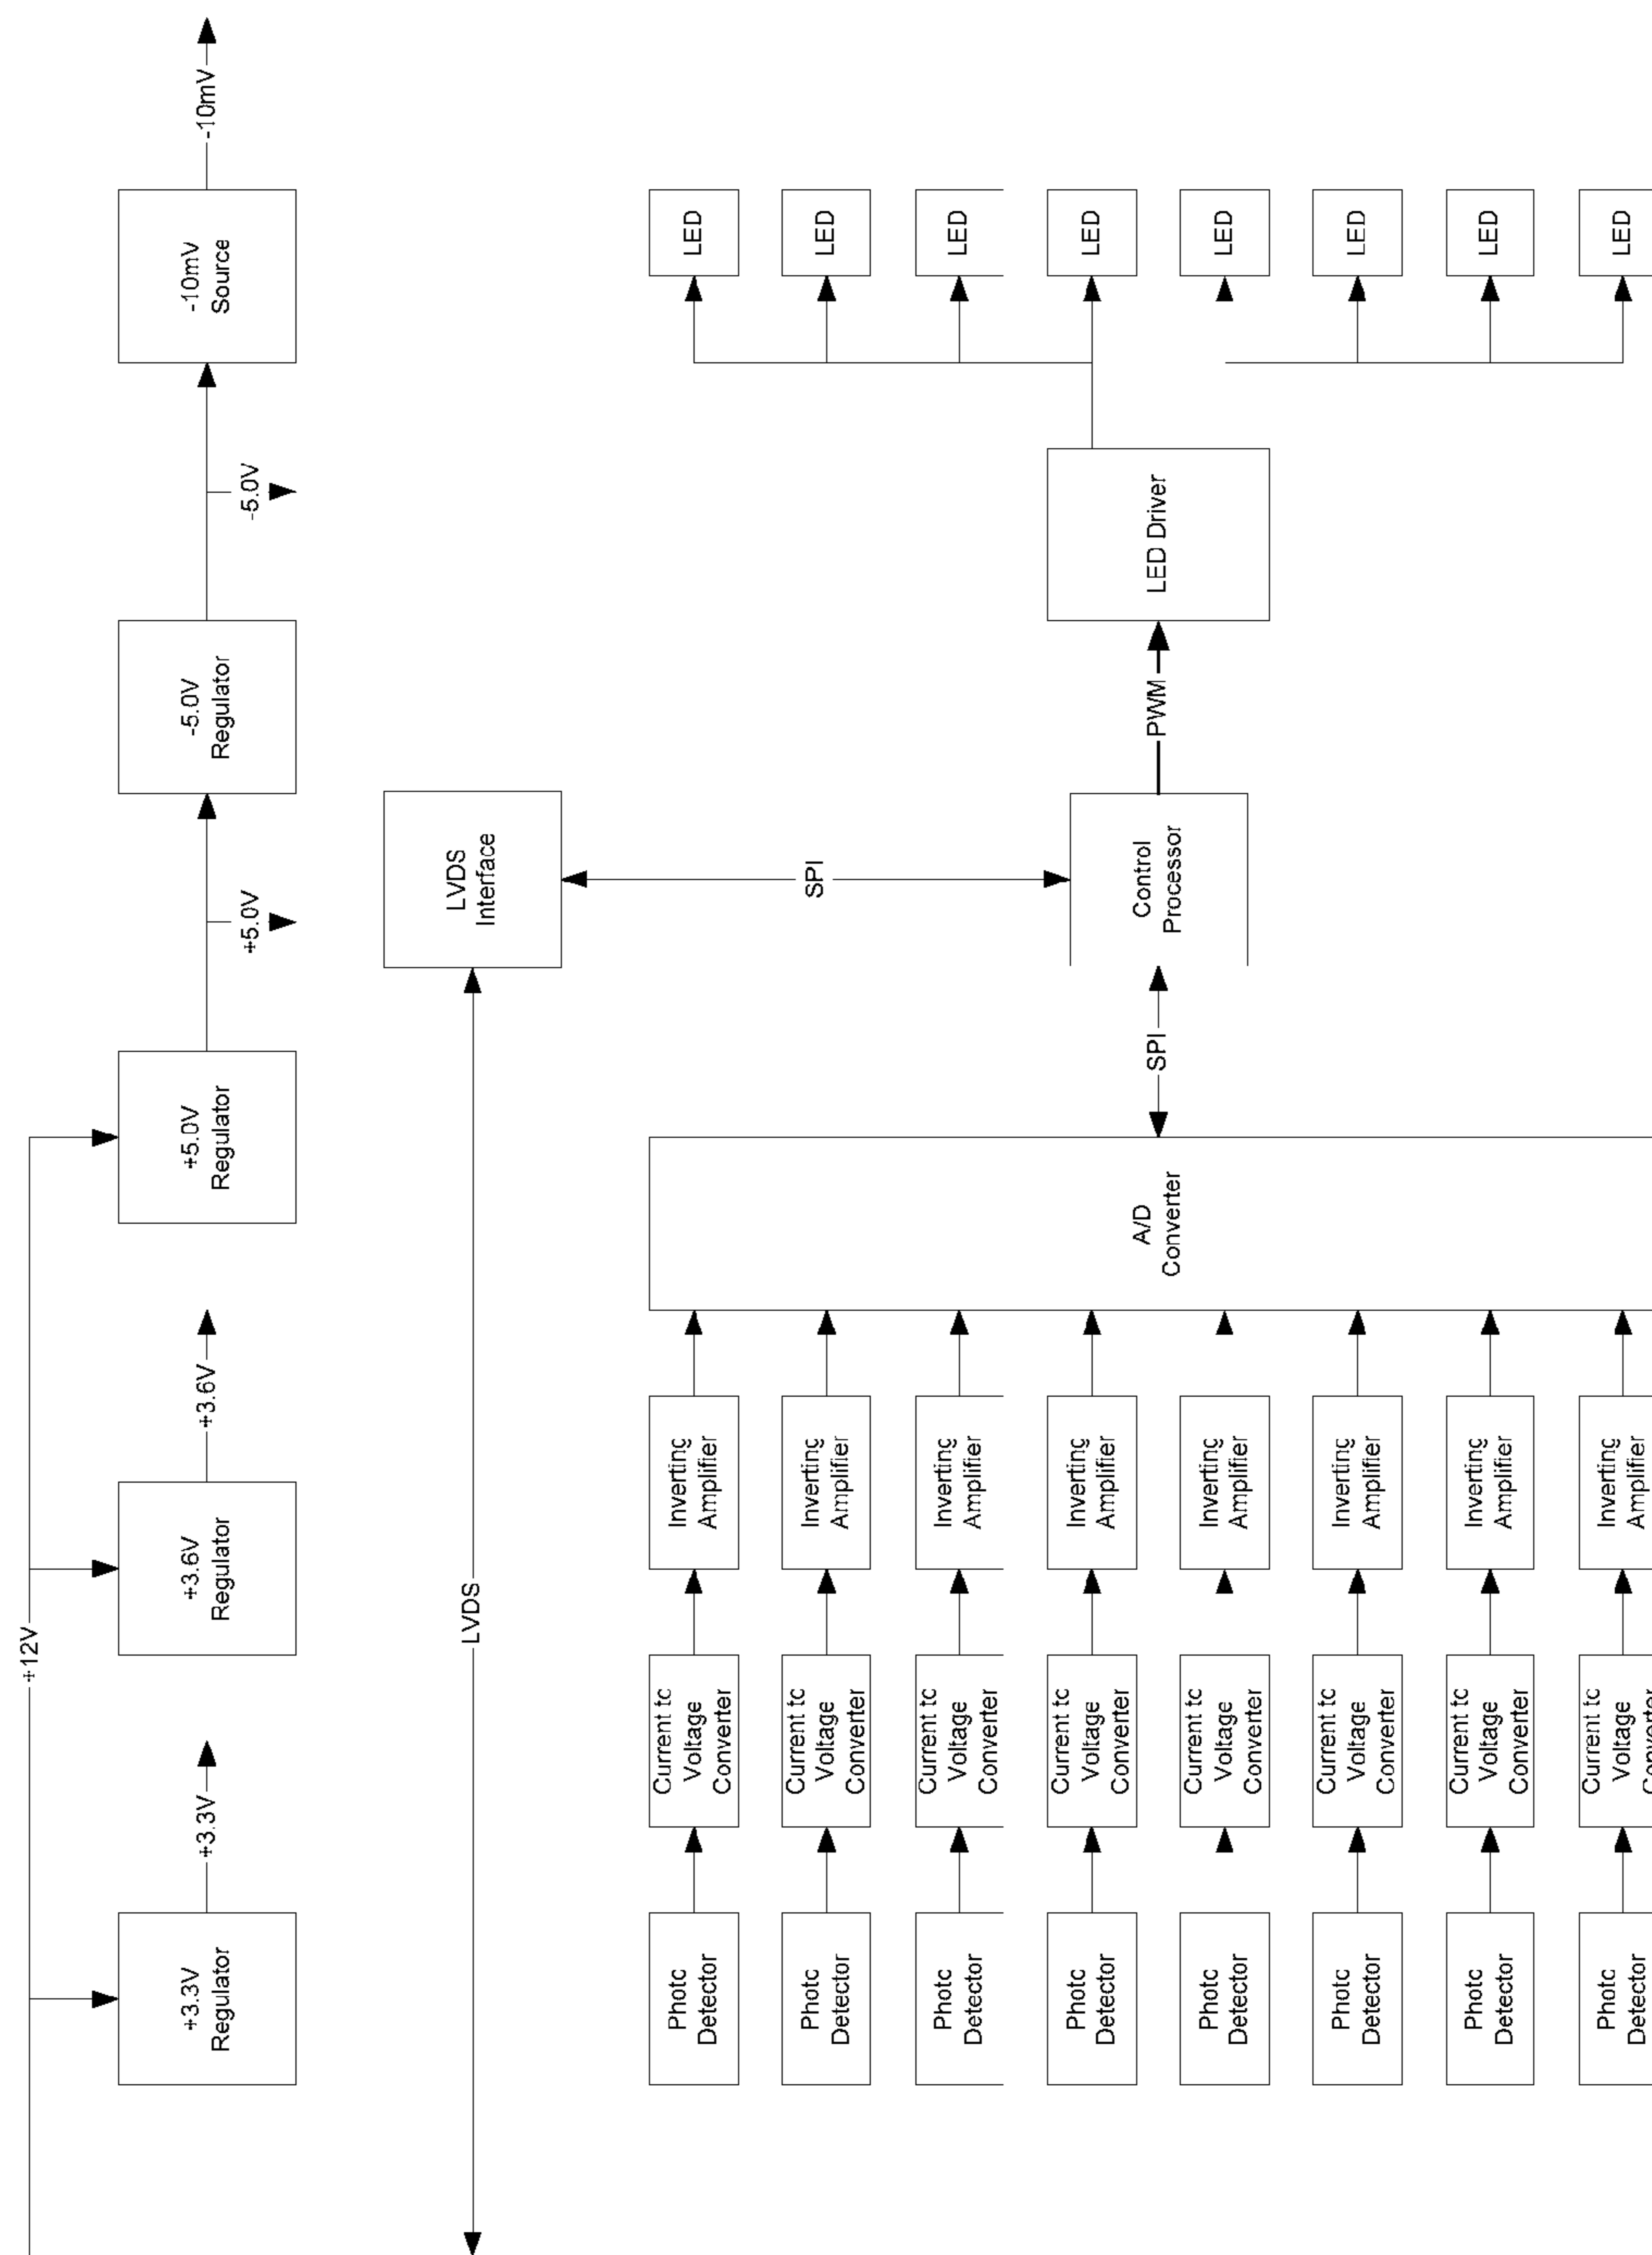 +12V
+3.3V
Regulator
+3.3V
+3.6V
Regulator
+3.6V
+5.0V
Regulator
+5.0V
-5.0V
Regulator
-5.0V
-10mV
Source
-10mV
LVDS
LVDS
Interface
SPI
Photo
Detector
Current to
Voltage
Converter
Inverting
Amplifier
LED
Photo
Detector
Current to
Voltage
Converter
Inverting
Amplifier
LED
Photo
Detector
Current to
Voltage
Converter
Inverting
Amplifier
LED
Photo
Detector
Current to
Voltage
Converter
Inverting
Amplifier
LED
A/D
Converter
SPI
Control
Processor
PWM
LED Driver
Photo
Detector
Current to
Voltage
Converter
Inverting
Amplifier
LED
Photo
Detector
Current to
Voltage
Converter
Inverting
Amplifier
LED
Photo
Detector
Current to
Voltage
Converter
Inverting
Amplifier
LED
Photo
Detector
Current to
Voltage
Converter
Inverting
Amplifier
LED